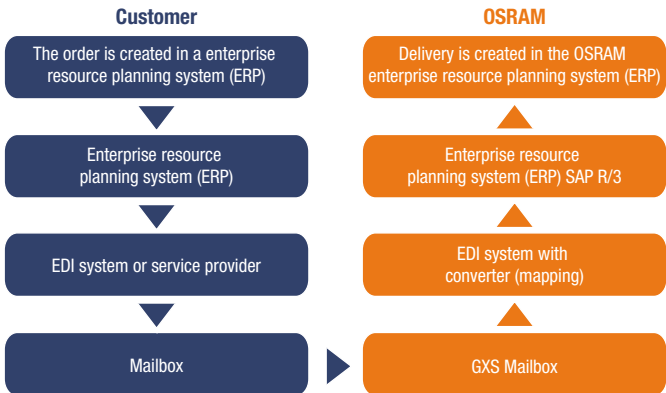 Customer
The order is created in a enterprise
resource planning system (ERP)
Enterprise resource
planning system (ERP)
EDI system or service provider
Mailbox
OSRAM
Delivery is created in the OSRAM
enterprise resource planning system (ERP)
Enterprise resource
planning system (ERP) SAP R/3
EDI system with
converter (mapping)
GXS Mailbox